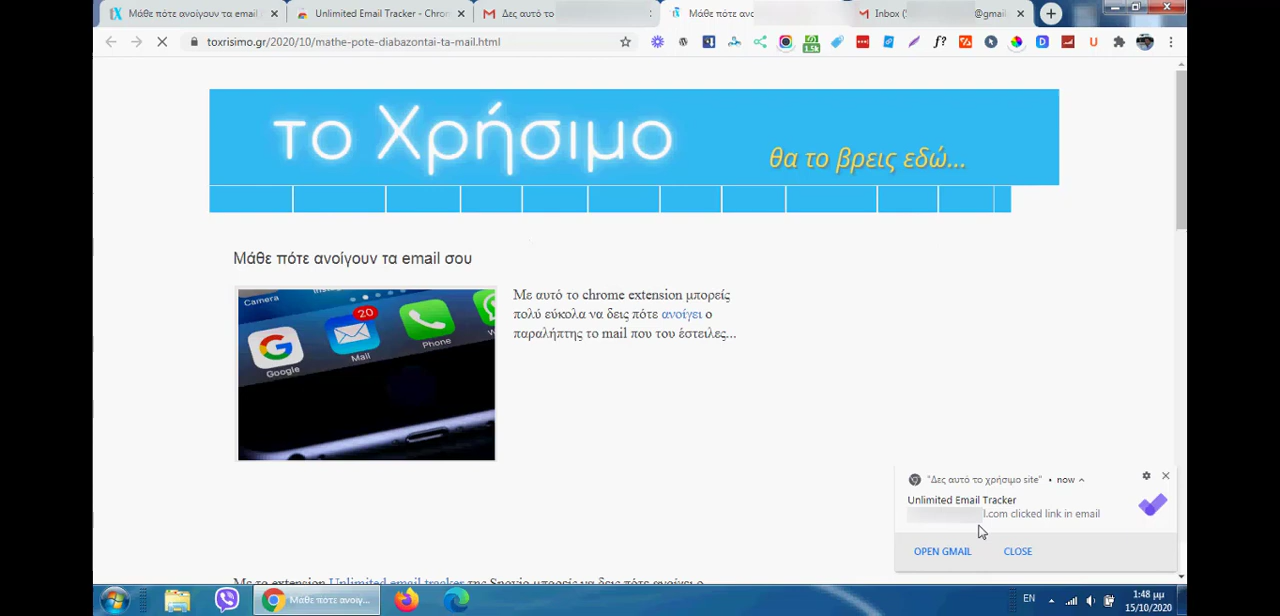 Μάθε πότε ανοίγουν τα email
Unlimited Email Tracker - Chrom
Δες αυτό το
Μάθε πότε ανο
Inbox (
@gmail
toxrisimo.gr/2020/10/mathe-pote-diabazontai-ta-mail.html
1.5k
f?
D
U
το Χρήσιμο
θα το βρεις εδώ...
Μάθε πότε ανοίγουν τα email σου
Camera
20
Google
Mail
Phone
Με αυτό το chrome extension μπορείς
πολύ εύκολα να δεις πότε ανοίγει ο
παραλήπτης το mail που του έστειλες...
"Δες αυτό το χρήσιμο site" • now
Unlimited Email Tracker
l.com clicked link in email
OPEN GMAIL
CLOSE
Με το extension Unlimited email tracker της Snovio μπορείς να δεις πότε ο
Μάθε πότε ανοίγ...
EN
1:48 μμ
15/10/2020